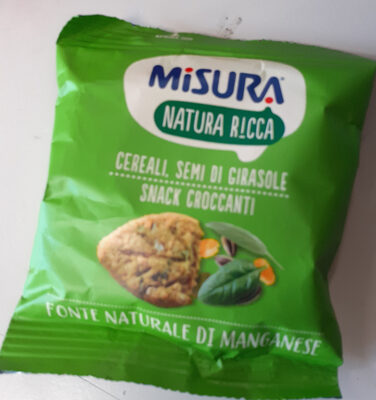 MiSURA
NATURA RICCA
CEREALI, SEMI DI GIRASOLE
SNACK CROCCANTI
FONTE NATURALE DI MANGANESE